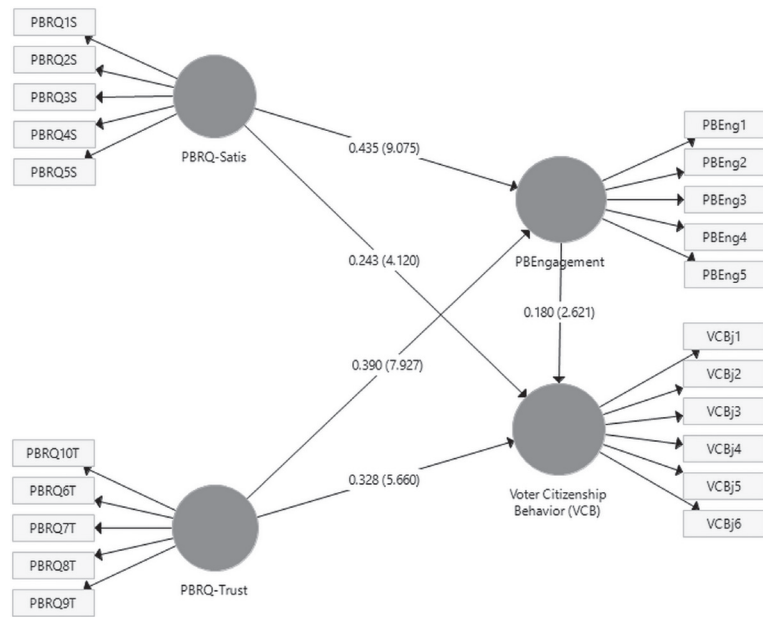 PBRQ1S
PBRQ2S
PBRQ3S
PBRQ4S
PBRQ5S
PBRQ-Satis
0.435 (9.075)
PBEng1
PBEng2
PBEng3
PBEng4
PBEng5
PBEngagement
0.243 (4.120)
0.180 (2.621)
0.390 (7.927)
VCBj1
VCBj2
VCBj3
VCBj4
VCBj5
VCBj6
Voter Citizenship
Behavior (VCB)
0.328 (5.660)
PBRQ10T
PBRQ6T
PBRQ7T
PBRQ8T
PBRQ9T
PBRQ-Trust